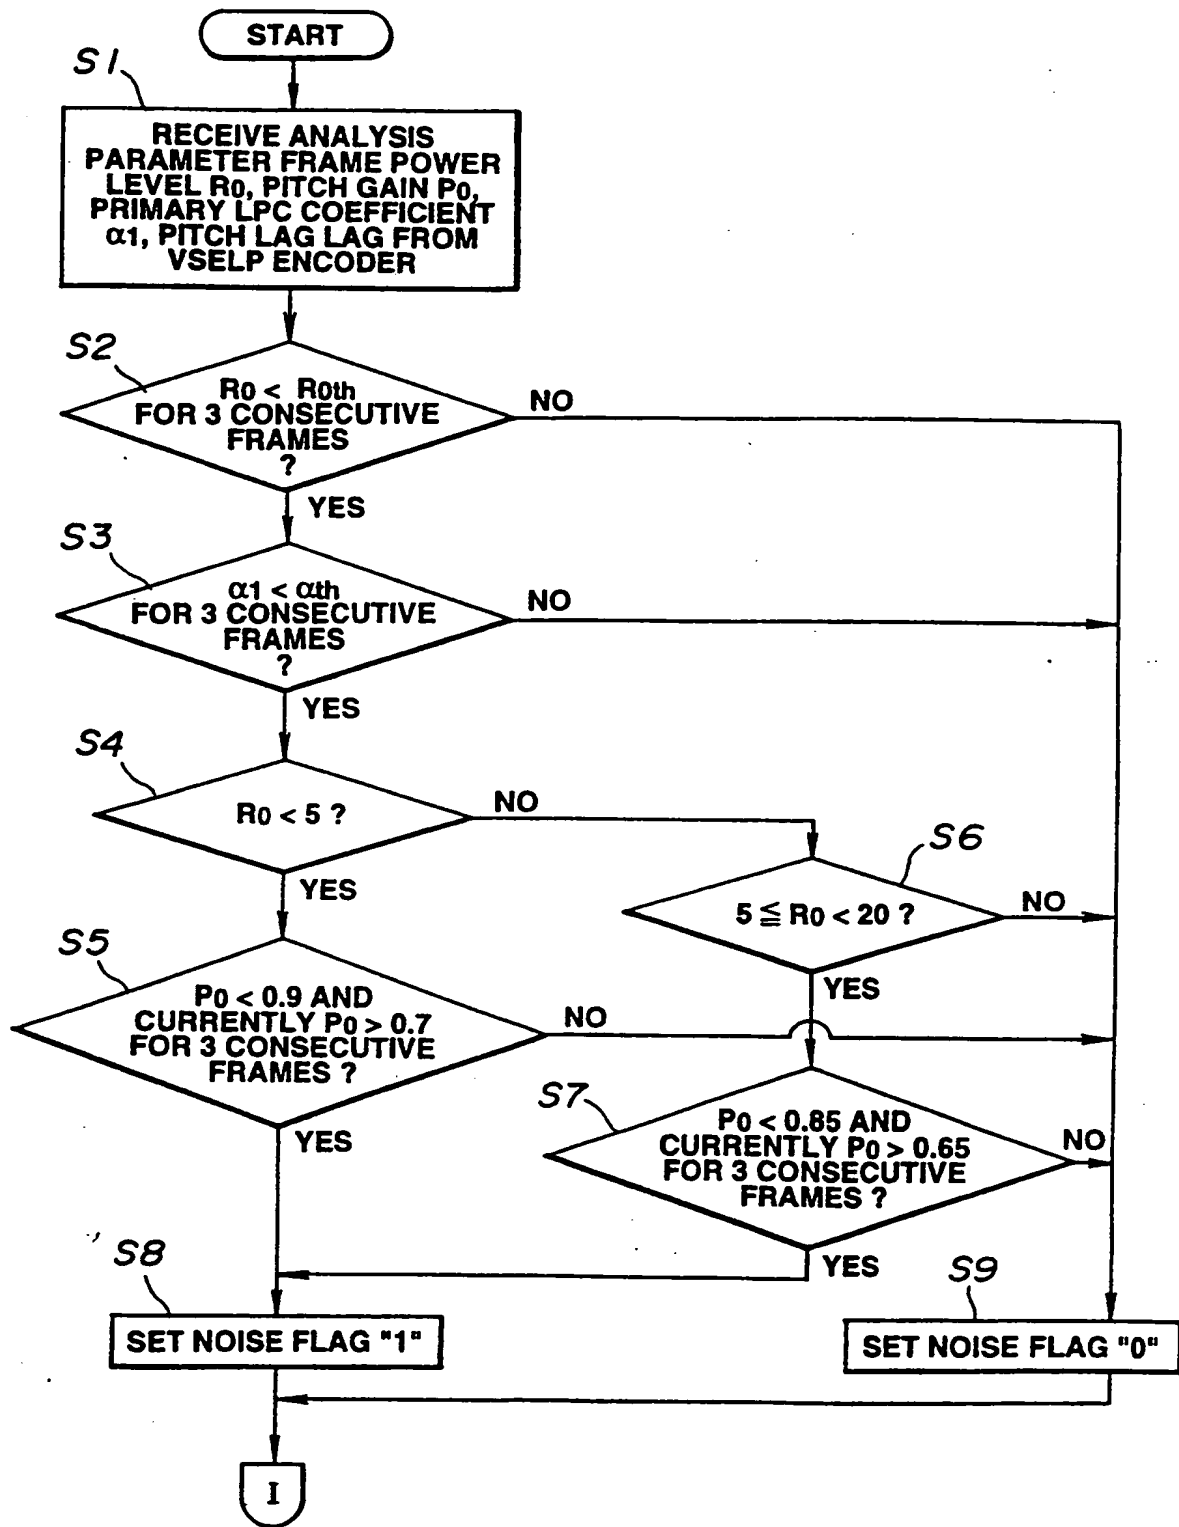 START
S1
RECEIVE ANALYSIS
PARAMETER FRAME POWER
LEVEL R0, PITCH GAIN P0,
PRIMARY LPC COEFFICIENT
α1, PITCH LAG LAG FROM
VSELP ENCODER
S2
R0 < R0th
FOR 3 CONSECUTIVE
FRAMES
?
NO
YES
S3
α1 < αth
FOR 3 CONSECUTIVE
FRAMES
?
NO
YES
S4
R0 < 5 ?
NO
YES
S6
5 ≦ R0 < 20 ?
NO
YES
S5
P0 < 0.9 AND
CURRENTLY P0 > 0.7
FOR 3 CONSECUTIVE
FRAMES ?
NO
YES
S7
P0 < 0.85 AND
CURRENTLY P0 > 0.65
FOR 3 CONSECUTIVE
FRAMES ?
NO
YES
S8
SET NOISE FLAG "1"
S9
SET NOISE FLAG "0"
I